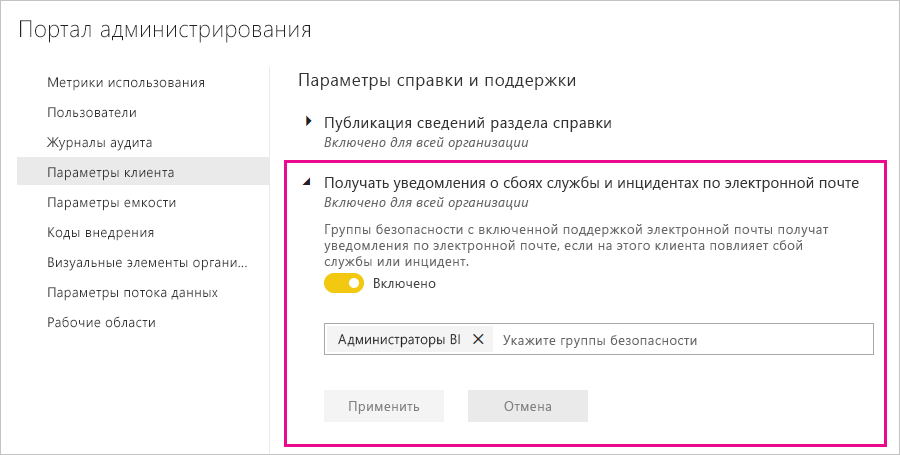 Портал администрирования
Метрики использования
Пользователи
Журналы аудита
Параметры клиента
Параметры емкости
Коды внедрения
Визуальные элементы органи...
Параметры потока данных
Рабочие области
Параметры справки и поддержки
Публикация сведений раздела справки
Включено для всей организации
Получать уведомления о сбоях службы и инцидентах по электронной почте
Включено для всей организации
Группы безопасности с включенной поддержкой электронной почты получат
уведомления по электронной почте, если на этого клиента повлияет сбой
службы или инцидент.
Включено
Администраторы BI Укажите группы безопасности
Применить Отмена